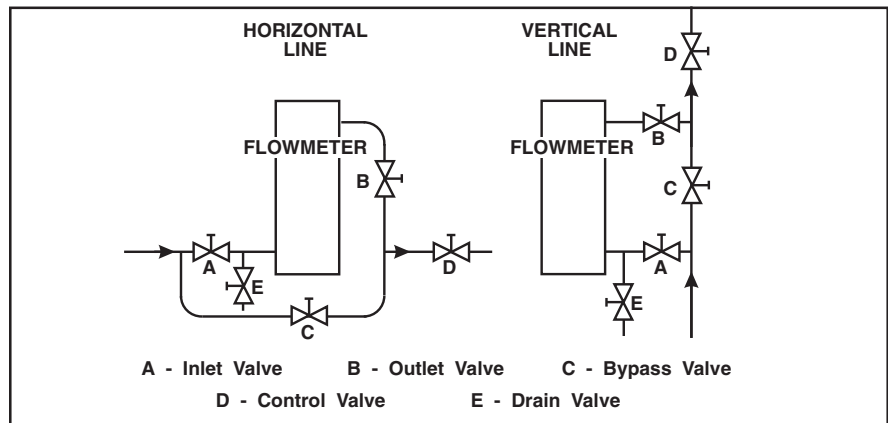 HORIZONTAL
LINE
FLOWMETER
B
A
E
D
C
VERTICAL
LINE
D
FLOWMETER
B
C
A
E
A - Inlet Valve B - Outlet Valve C - Bypass Valve
D - Control Valve E - Drain Valve